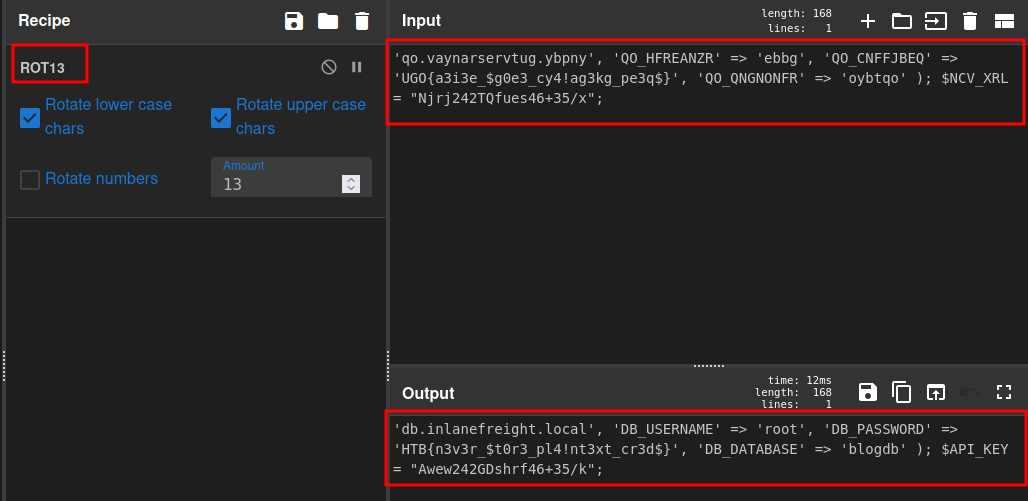 Recipe
ROT13
Rotate lower case chars
Rotate upper case chars
Rotate numbers
Amount
13
Input
length: 168
lines: 1
'qo.vaynarservtug.ybpny', 'QO_HFREANZR' => 'ebbg', 'QO_CNFFJBEQ' =>
'UGO{a3i3e_$g0e3_cy4!ag3kg_pe3q$}', 'QO_QNGNONFR' => 'oybtqo' ); $NCV_XRL
= "Njrj242TQfues46+35/x";
Output
time: 12ms
length: 168
lines: 1
'db.inlanefreight.local', 'DB_USERNAME' => 'root', 'DB_PASSWORD' =>
'HTB{n3v3r_$t0r3_pl4!nt3xt_cr3d$}', 'DB_DATABASE' => 'blogdb' ); $API_KEY
= "Awew242GDshrf46+35/k";